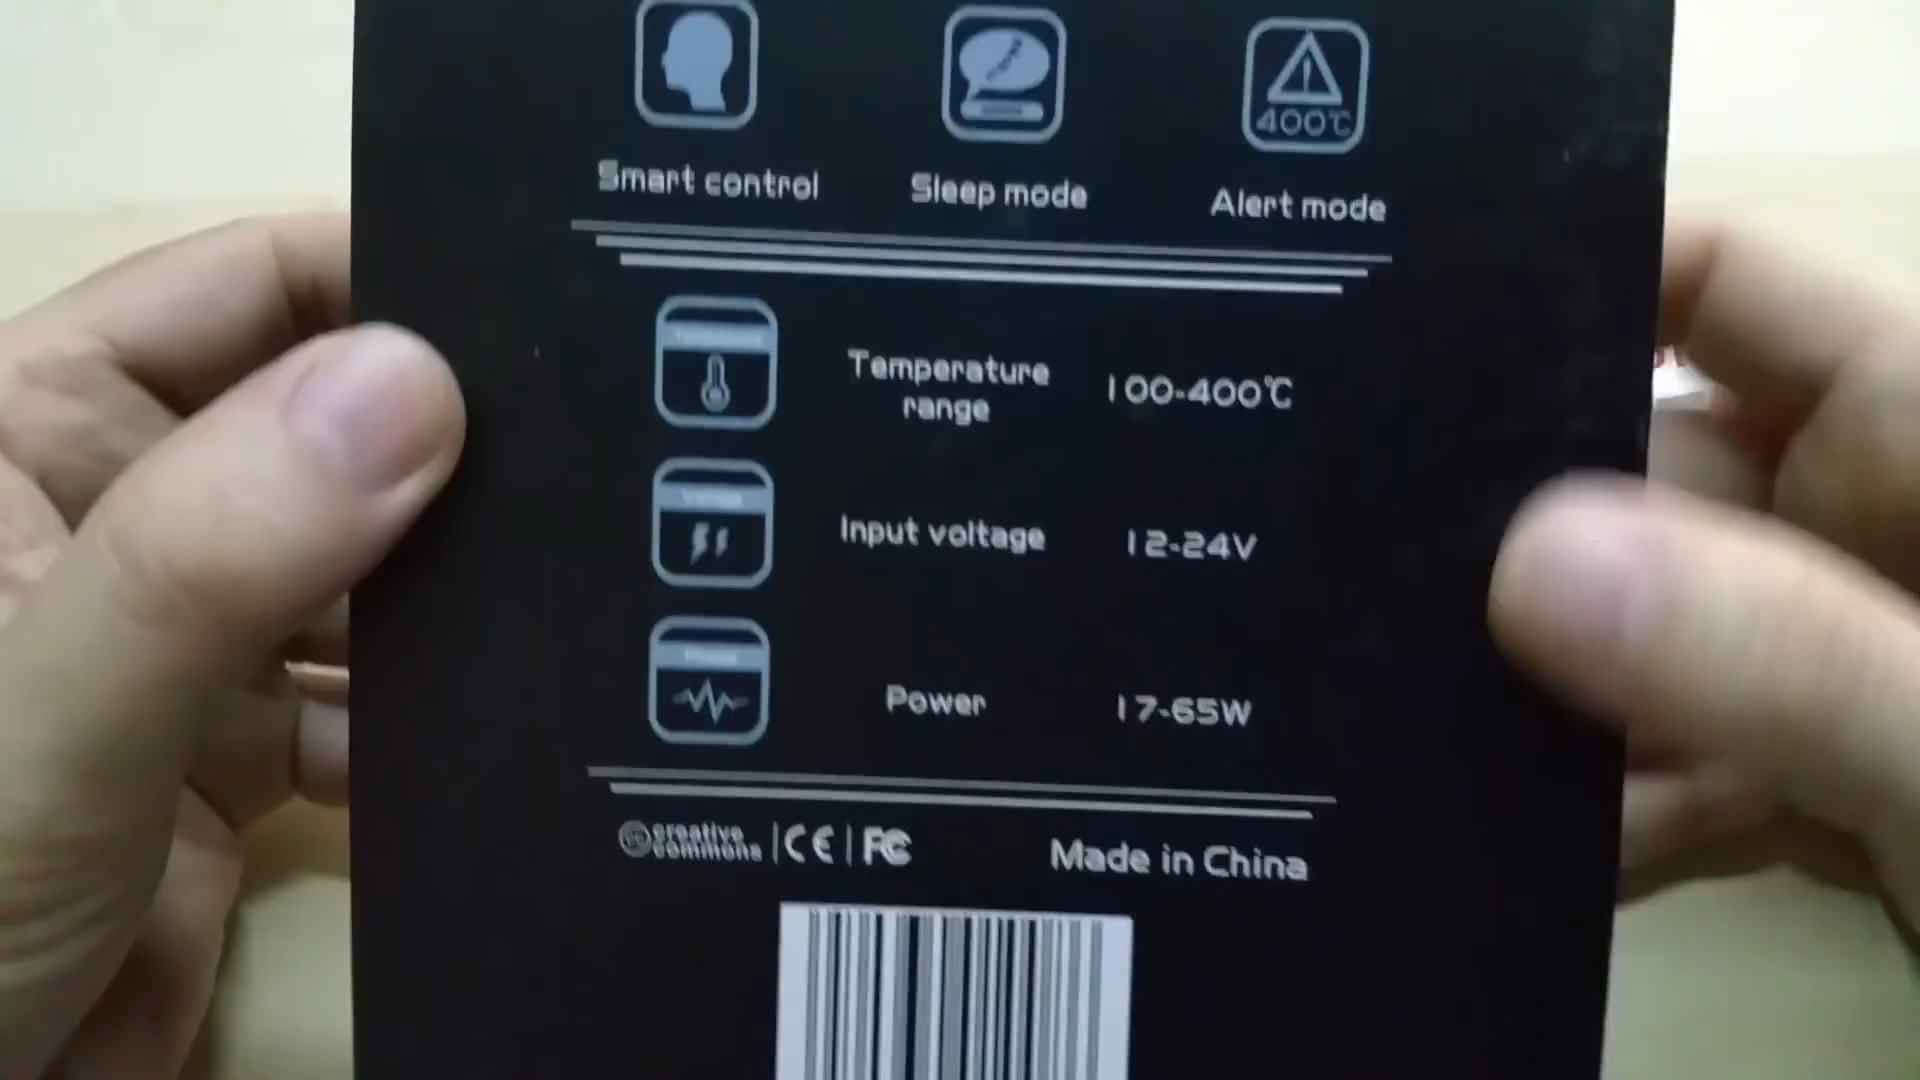 400℃
Smart control
Sleep mode
Alert mode
Temperature
range
100-400℃
Input voltage
12-24V
Power
17-65W
creative
commons
CE
FC
Made in China